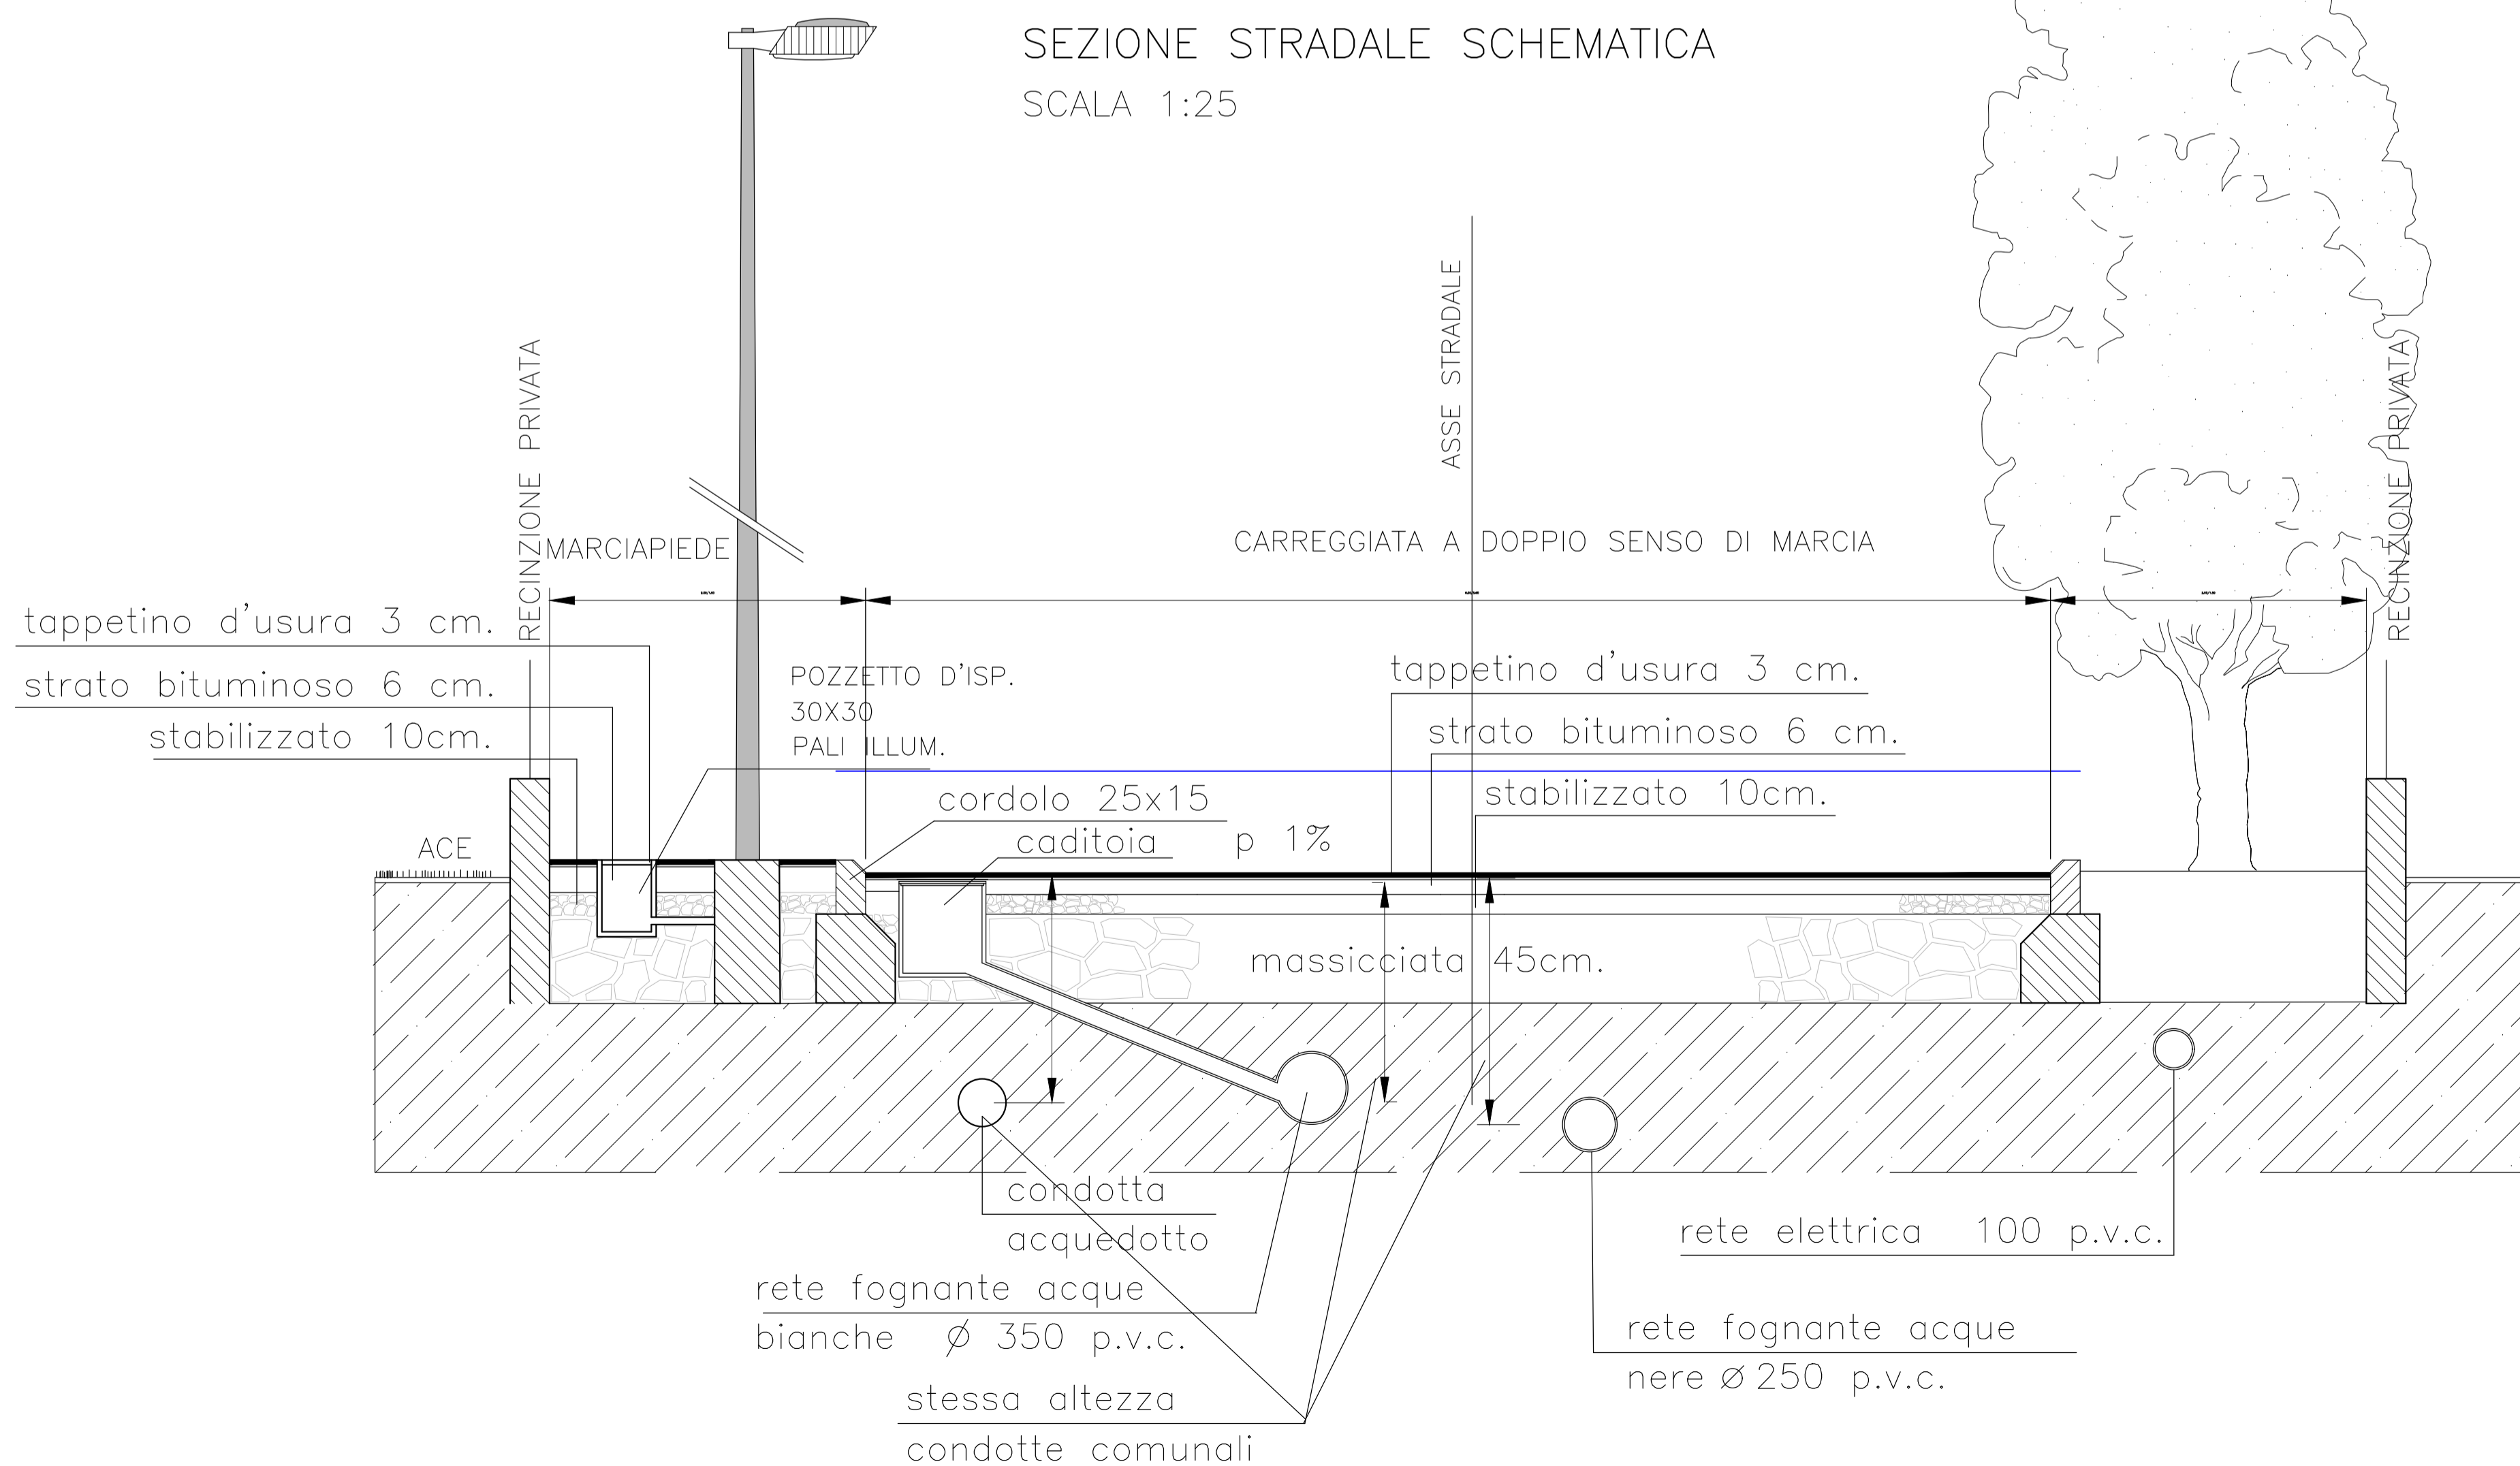 SEZIONE STRADALE SCHEMATICA
SCALA 1:25
RECINZIONE PRIVATA
ASSE STRADALE
RECINZIONE PRIVATA
MARCIAPIEDE
CARREGGIATA A DOPPIO SENSO DI MARCIA
tappetino d'usura 3 cm.
strato bituminoso 6 cm.
stabilizzato 10cm.
POZZETTO D'ISP.
30X30
PALI ILLUM.
tappetino d'usura 3 cm.
strato bituminoso 6 cm.
stabilizzato 10cm.
cordolo 25x15
caditoia p 1%
ACE
massicciata 45cm.
condotta
acquedotto
rete fognante acque
bianche Ø 350 p.v.c.
stessa altezza
condotte comunali
rete elettrica 100 p.v.c.
rete fognante acque
nere Ø 250 p.v.c.